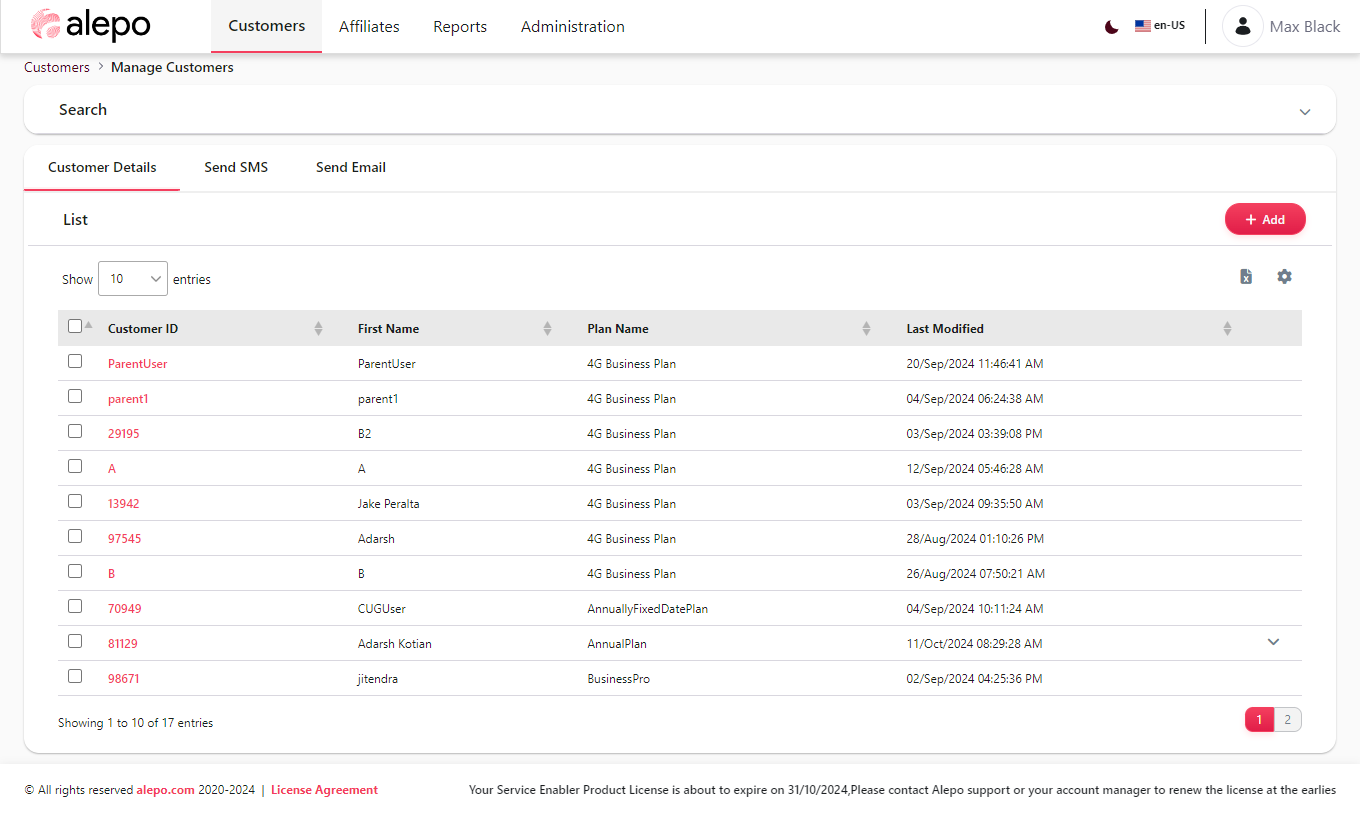 alepo Customers Affiliates Reports Administration en-US Max Black
Customers > Manage Customers
Search
Customer Details Send SMS Send Email
List + Add
Show 10 entries
Customer ID First Name Plan Name Last Modified
ParentUser ParentUser 4G Business Plan 20/Sep/2024 11:46:41 AM
parent1 parent1 4G Business Plan 04/Sep/2024 06:24:38 AM
29195 B2 4G Business Plan 03/Sep/2024 03:39:08 PM
A A 4G Business Plan 12/Sep/2024 05:46:28 AM
13942 Jake Peralta 4G Business Plan 03/Sep/2024 09:35:50 AM
97545 Adarsh 4G Business Plan 28/Aug/2024 01:10:26 PM
B B 4G Business Plan 26/Aug/2024 07:50:21 AM
70949 CUGUser AnnuallyFixedDatePlan 04/Sep/2024 10:11:24 AM
81129 Adarsh Kotian AnnualPlan 11/Oct/2024 08:29:28 AM
98671 jitendra BusinessPro 02/Sep/2024 04:25:36 PM
Showing 1 to 10 of 17 entries 1 2
© All rights reserved alepo.com 2020-2024 | License Agreement Your Service Enabler Product License is about to expire on 31/10/2024,Please contact Alepo support or your account manager to renew the license at the earlies